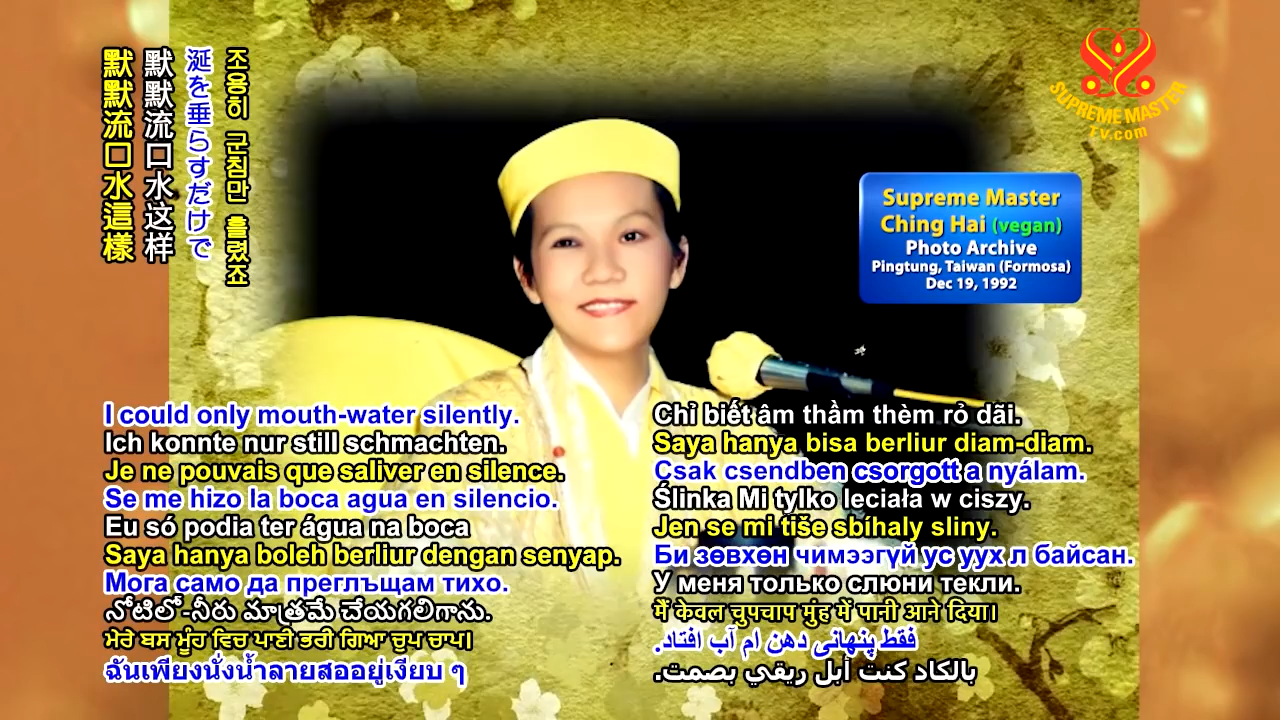 默默流口水這樣
默默流口水这样
涎を垂らすだけで
조용히 군침만 흘렸죠
SUPREME MASTER
TV.com
Supreme Master
Ching Hai (vegan)
Photo Archive
Pingtung, Taiwan (Formosa)
Dec 19, 1992
I could only mouth-water silently.
Ich konnte nur still schmachten.
Je ne pouvais que saliver en silence.
Se me hizo la boca agua en silencio.
Eu só podia ter água na boca
Saya hanya boleh berliur dengan senyap.
Мога само да преглъщам тихо.
నోటిలో-నీరు మాత్రమే చేయగలిగాను.
ਮੇਰੇ ਬਸ ਮੂੰਹ ਵਿਚ ਪਾਣੀ ਭਰੀ ਗਿਆ ਚੁਪ ਚਾਪ।
ฉันเพียงนั่งน้ำลายสออยู่เงียบ ๆ
Chỉ biết âm thầm thèm rỏ dãi.
Saya hanya bisa berliur diam-diam.
Csak csendben csorgott a nyálam.
Ślinka Mi tylko leciała w ciszy.
Jen se mi tiše sbíhaly sliny.
Би зөвхөн чимээгүй ус уух л байсан.
У меня только слюни текли.
मैं केवल चुपचाप मुंह में पानी आने दिया।
فقط پنهانی دهن ام آب افتاد.
بالكاد كنت أبل ريقي بصمت.